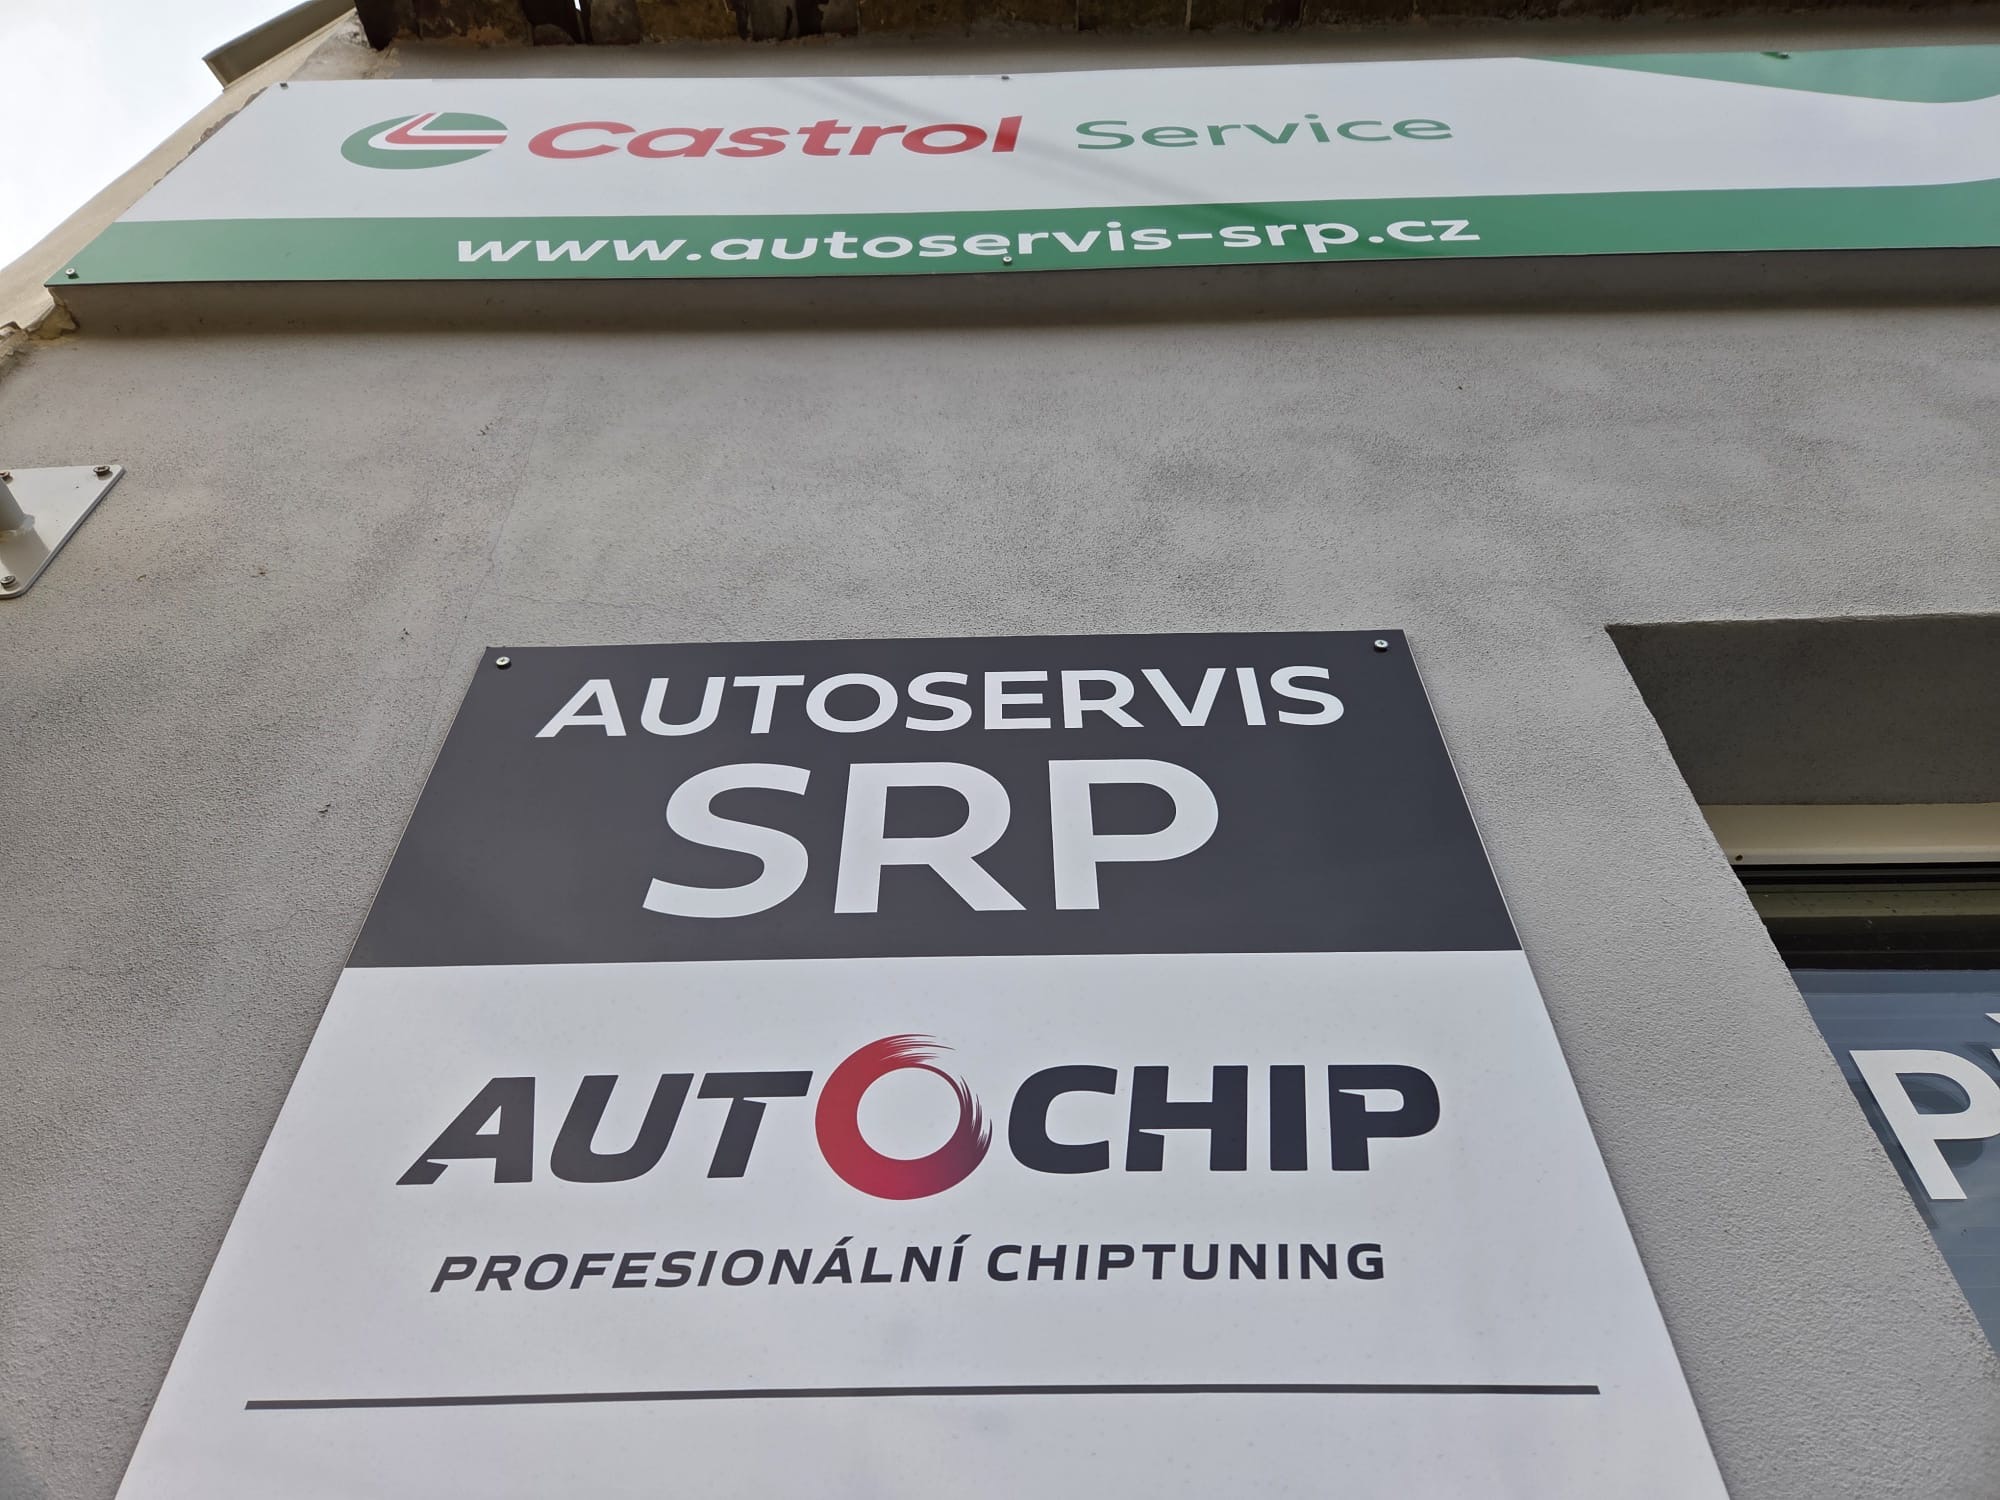 Castrol Service
www.autoservis-srp.cz
AUTOSERVIS
SRP
AUTOCHIP
PROFESIONÁLNÍ CHIPTUNING